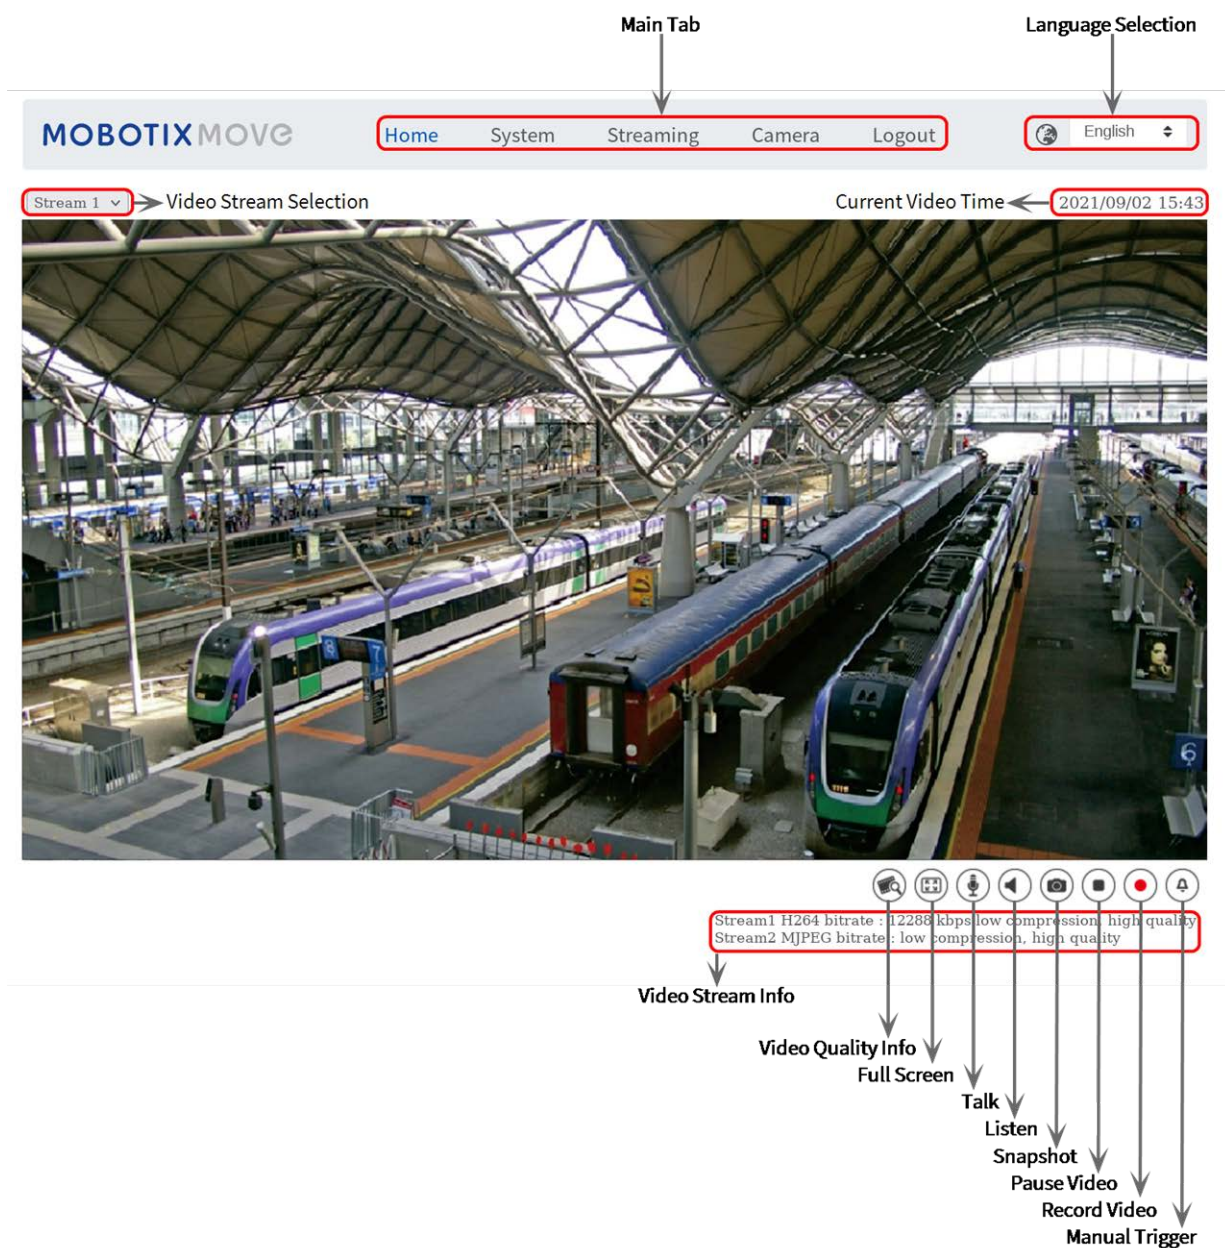 Main Tab
Language Selection
MOBOTIX MOVE
Home System Streaming Camera Logout
English
Stream 1
Video Stream Selection
Current Video Time
2021/09/02 15:43
8
7
6
Stream1 H264 bitrate : 12288 kbps low compression, high quality
Stream2 MJPEG bitrate : low compression, high quality
Video Stream Info
Video Quality Info
Full Screen
Talk
Listen
Snapshot
Pause Video
Record Video
Manual Trigger